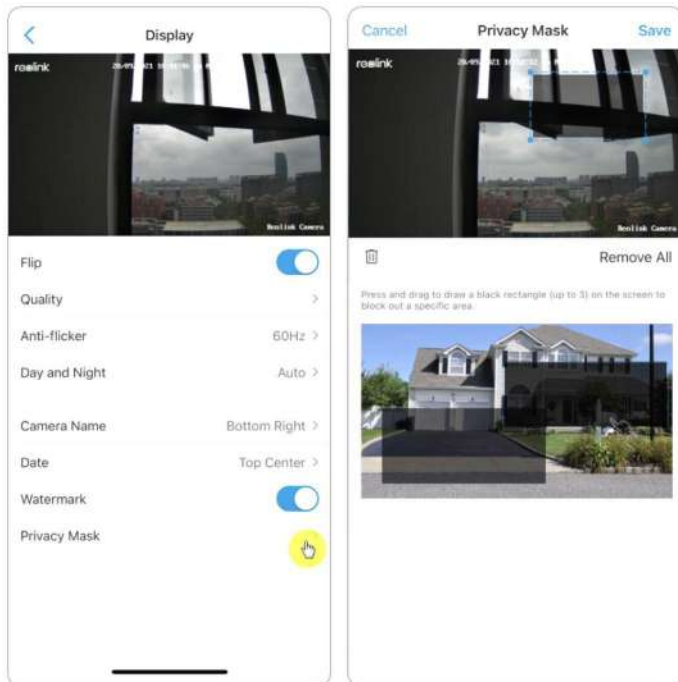 Display
reolink
Reolink Camera
Flip
Quality
Anti-flicker
60Hz
Day and Night
Auto
Camera Name
Bottom Right
Date
Top Center
Watermark
Privacy Mask
Cancel
Privacy Mask
Save
reolink
Reolink Camera
Remove All
Press and drag to draw a black rectangle (up to 3) on the screen to
block out a specific area.